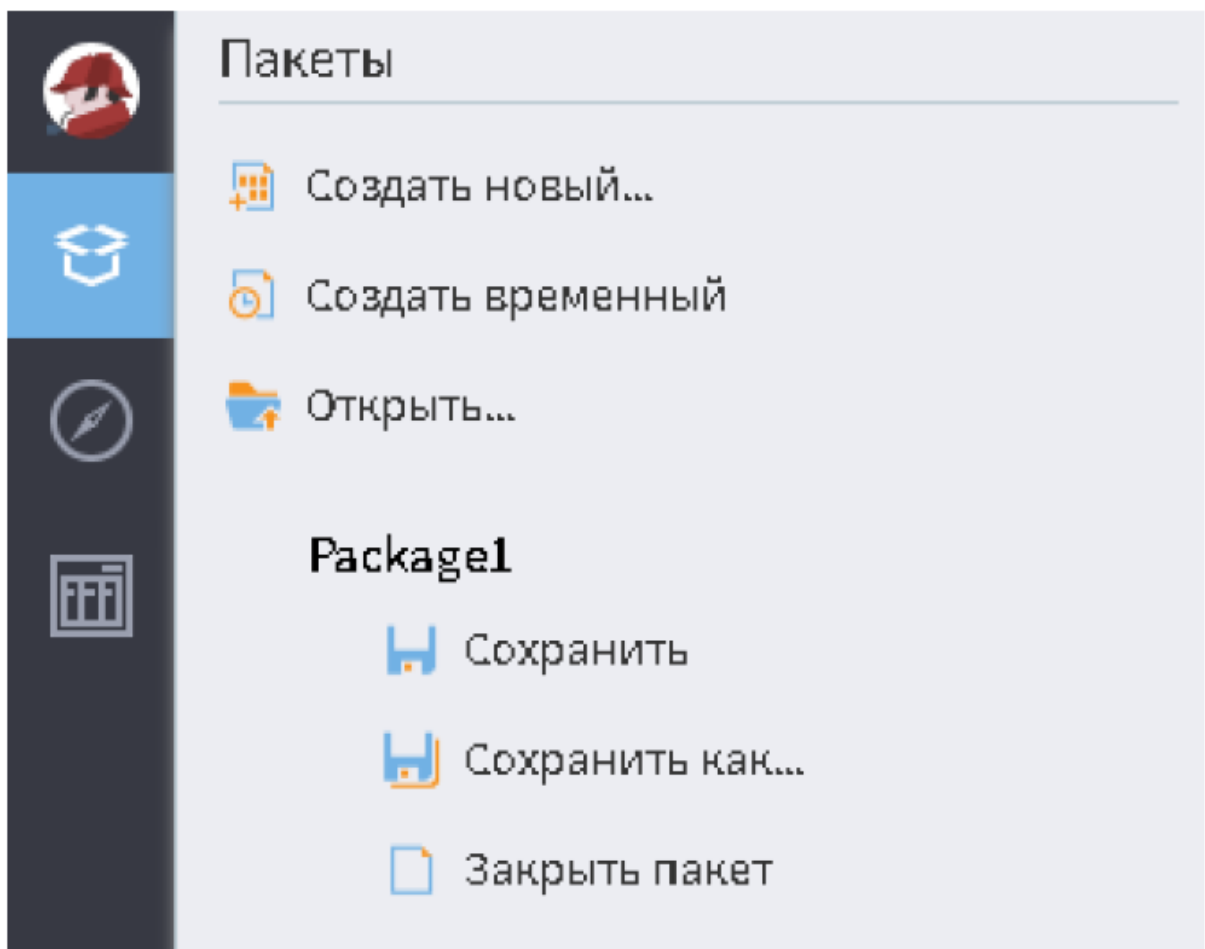 Пакеты
Создать новый...
Создать временный
Открыть...
Package1
Сохранить
Сохранить как...
Закрыть пакет